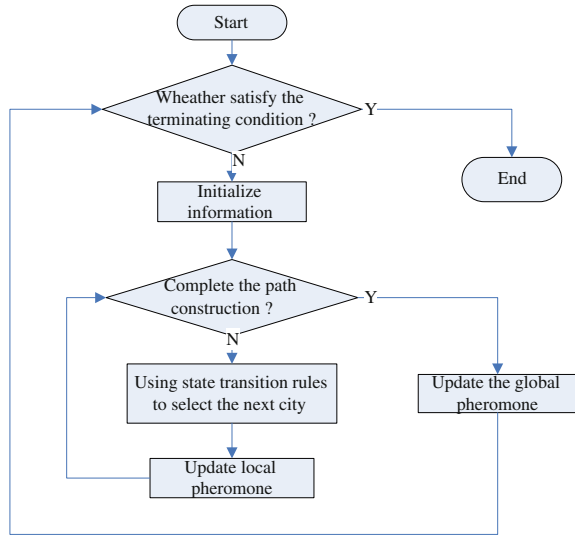 Start
Wheather satisfy the
terminating condition ?
Y
N
End
Initialize
information
Complete the path
construction ?
Y
N
Using state transition rules
to select the next city
Update the global
pheromone
Update local
pheromone